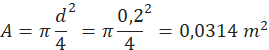 A = π d²/4 = π 0,2²/4 = 0,0314 m²